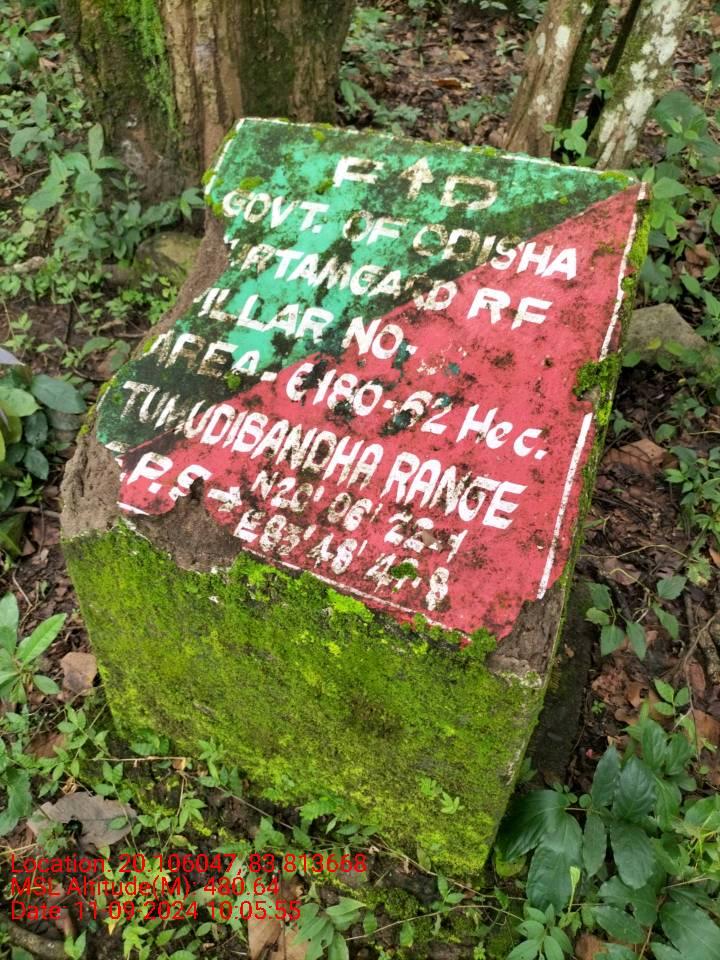 F ↑ D
GOVT. OF ODISHA
RTAMGARD RF
ILLAR NO-
AREA- 6180-62 Hec.
TUMUDIBANDHA RANGE
G.P.S → N20' 06' 22.1
E83' 48' 47.8
Location: 20.106047, 83.813668
MSL Altitude(M) 480.64
Date: 11-09-2024 10:05:55